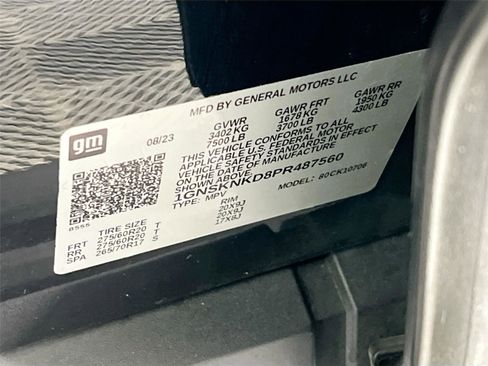 gm
MFD BY GENERAL MOTORS LLC
08/23 GVWR GAWR FRT GAWR RR
3402 KG 1678 KG 1950 KG
7500 LB 3700 LB 4300 LB
THIS VEHICLE CONFORMS TO ALL
APPLICABLE U.S. FEDERAL MOTOR
VEHICLE SAFETY STANDARDS IN EFFECT
ON THE DATE OF MANUFACTURE
SHOWN ABOVE.
1GNSKNKD8PR487560
TYPE: MPV MODEL: 80CK10706
B555
TIRE SIZE RIM
FRT 275/60R20 T 20X9J
RR 275/60R20 T 20X9J
SPA 265/70R17 S 17X8J